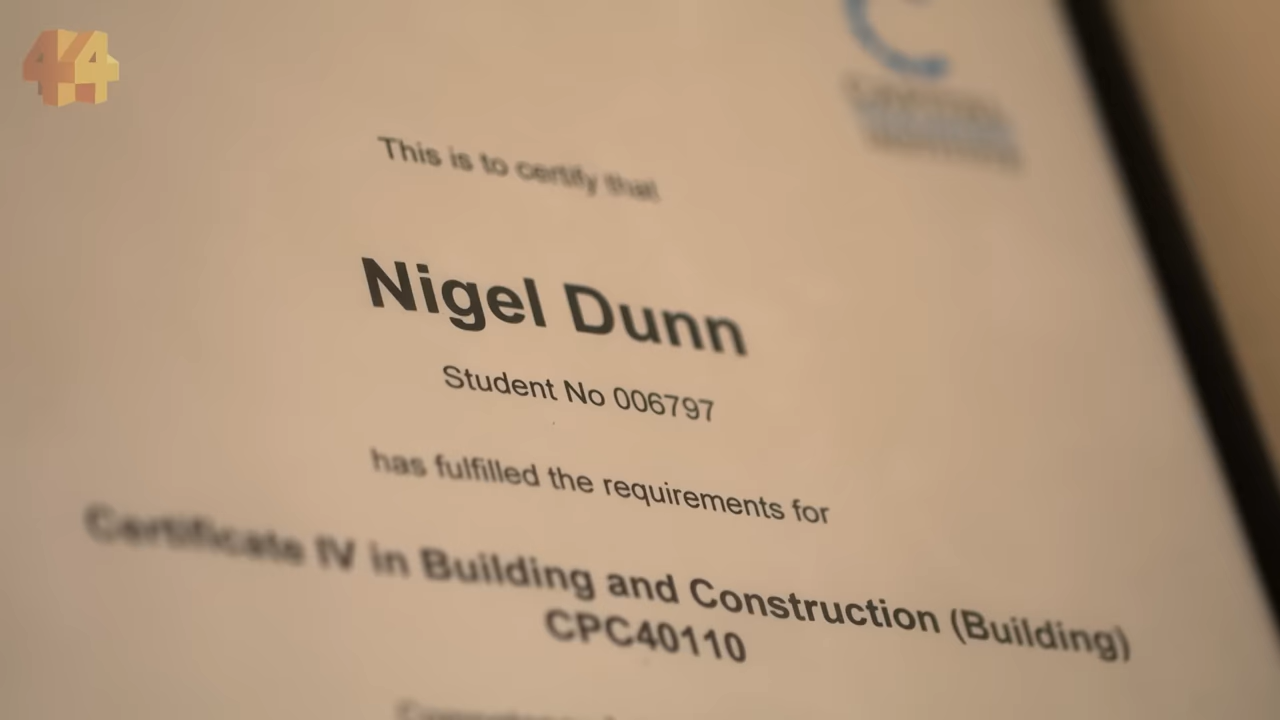 44
This is to certify that
Nigel Dunn
Student No 006797
has fulfilled the requirements for
Certificate IV in Building and Construction (Building)
CPC40110